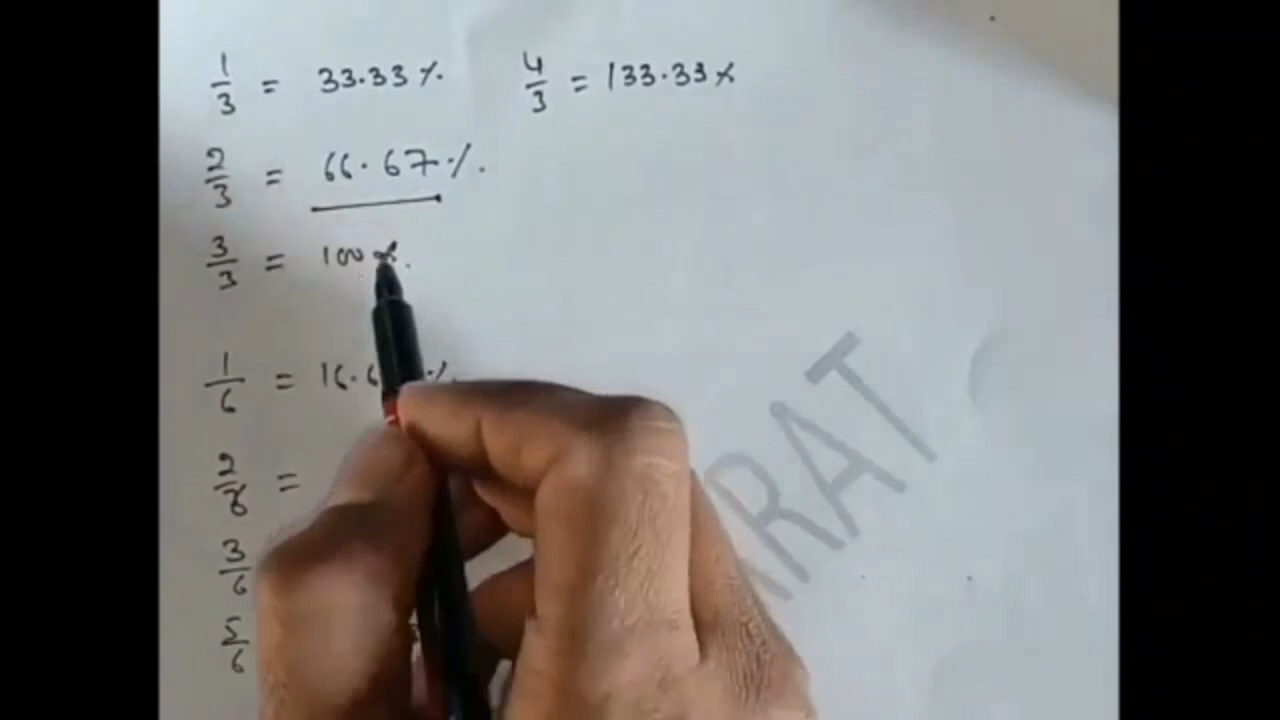 1/3 = 33.33 %
4/3 = 133.33 %
2/3 = 66.67 %.
3/3 = 100 %.
1/6 = 16.6 %.
2/6 =
3/6
5/6
RAT